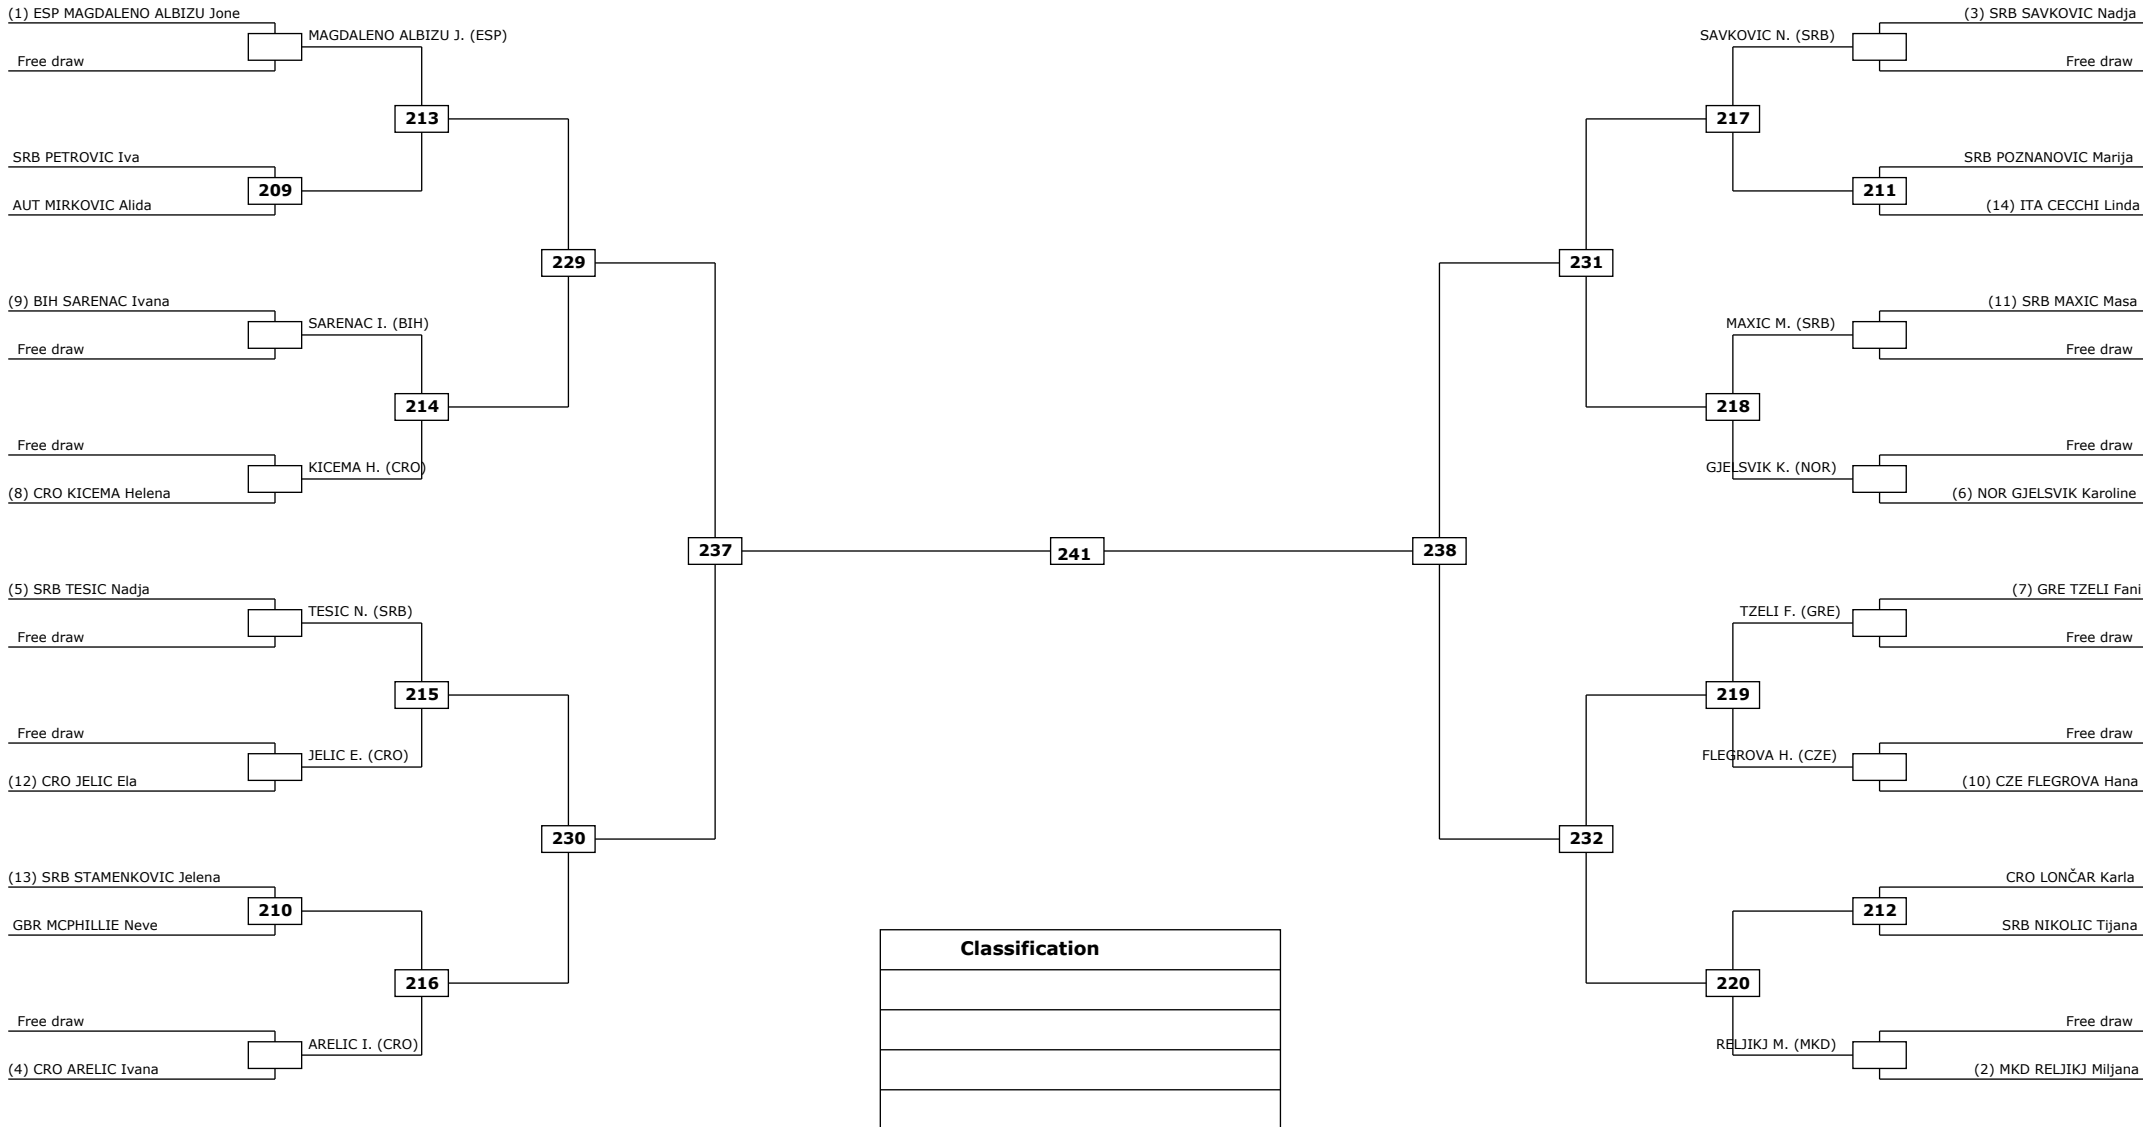 (1) ESP MAGDALENO ALBIZU Jone
MAGDALENO ALBIZU J. (ESP)
Free draw
213
SRB PETROVIC Iva
209
AUT MIRKOVIC Alida
229
(9) BIH SARENAC Ivana
SARENAC I. (BIH)
Free draw
214
Free draw
KICEMA H. (CRO)
(8) CRO KICEMA Helena
237
(5) SRB TESIC Nadja
TESIC N. (SRB)
Free draw
215
Free draw
JELIC E. (CRO)
(12) CRO JELIC Ela
230
(13) SRB STAMENKOVIC Jelena
210
GBR MCPHILLIE Neve
216
Free draw
ARELIC I. (CRO)
(4) CRO ARELIC Ivana
241
(3) SRB SAVKOVIC Nadja
SAVKOVIC N. (SRB)
Free draw
217
SRB POZNANOVIC Marija
211
(14) ITA CECCHI Linda
231
(11) SRB MAXIC Masa
MAXIC M. (SRB)
Free draw
218
Free draw
GJELSVIK K. (NOR)
(6) NOR GJELSVIK Karoline
238
(7) GRE TZELI Fani
TZELI F. (GRE)
Free draw
219
Free draw
FLEGROVA H. (CZE)
(10) CZE FLEGROVA Hana
232
CRO LONČAR Karla
212
SRB NIKOLIC Tijana
220
Free draw
RELJIKJ M. (MKD)
(2) MKD RELJIKJ Miljana
Classification